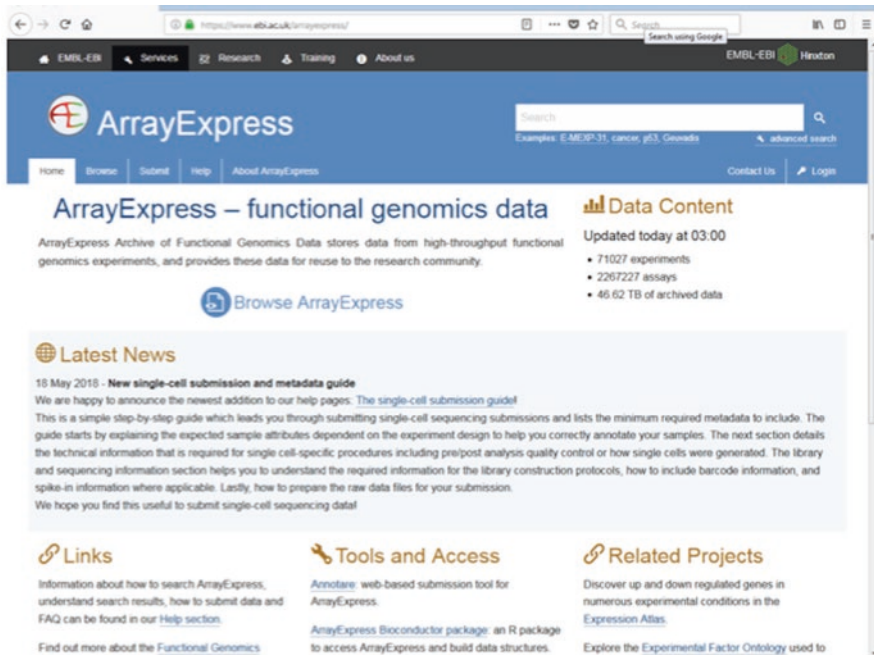 https://www.ebi.ac.uk/arrayexpress/
Search
Search using Google
EMBL-EBI Services Research Training About us
EMBL-EBI Hinxton
ArrayExpress
Search
Examples: E-MEXP-31, cancer, p53, Geuvadis
advanced search
Home Browse Submit Help About ArrayExpress
Contact Us Login
ArrayExpress – functional genomics data
ArrayExpress Archive of Functional Genomics Data stores data from high-throughput functional
genomics experiments, and provides these data for reuse to the research community.
Browse ArrayExpress
Data Content
Updated today at 03:00
• 71027 experiments
• 2267227 assays
• 46.62 TB of archived data
Latest News
18 May 2018 - New single-cell submission and metadata guide
We are happy to announce the newest addition to our help pages: The single-cell submission guide!
This is a simple step-by-step guide which leads you through submitting single-cell sequencing submissions and lists the minimum required metadata to include. The
guide starts by explaining the expected sample attributes dependent on the experiment design to help you correctly annotate your samples. The next section details
the technical information that is required for single cell-specific procedures including pre/post analysis quality control or how single cells were generated. The library
and sequencing information section helps you to understand the required information for the library construction protocols, how to include barcode information, and
spike-in information where applicable. Lastly, how to prepare the raw data files for your submission.
We hope you find this useful to submit single-cell sequencing data!
Links
Information about how to search ArrayExpress,
understand search results, how to submit data and
FAQ can be found in our Help section.
Find out more about the Functional Genomics
Tools and Access
Annotare: web-based submission tool for
ArrayExpress.
ArrayExpress Bioconductor package: an R package
to access ArrayExpress and build data structures.
Related Projects
Discover up and down regulated genes in
numerous experimental conditions in the
Expression Atlas.
Explore the Experimental Factor Ontology used to